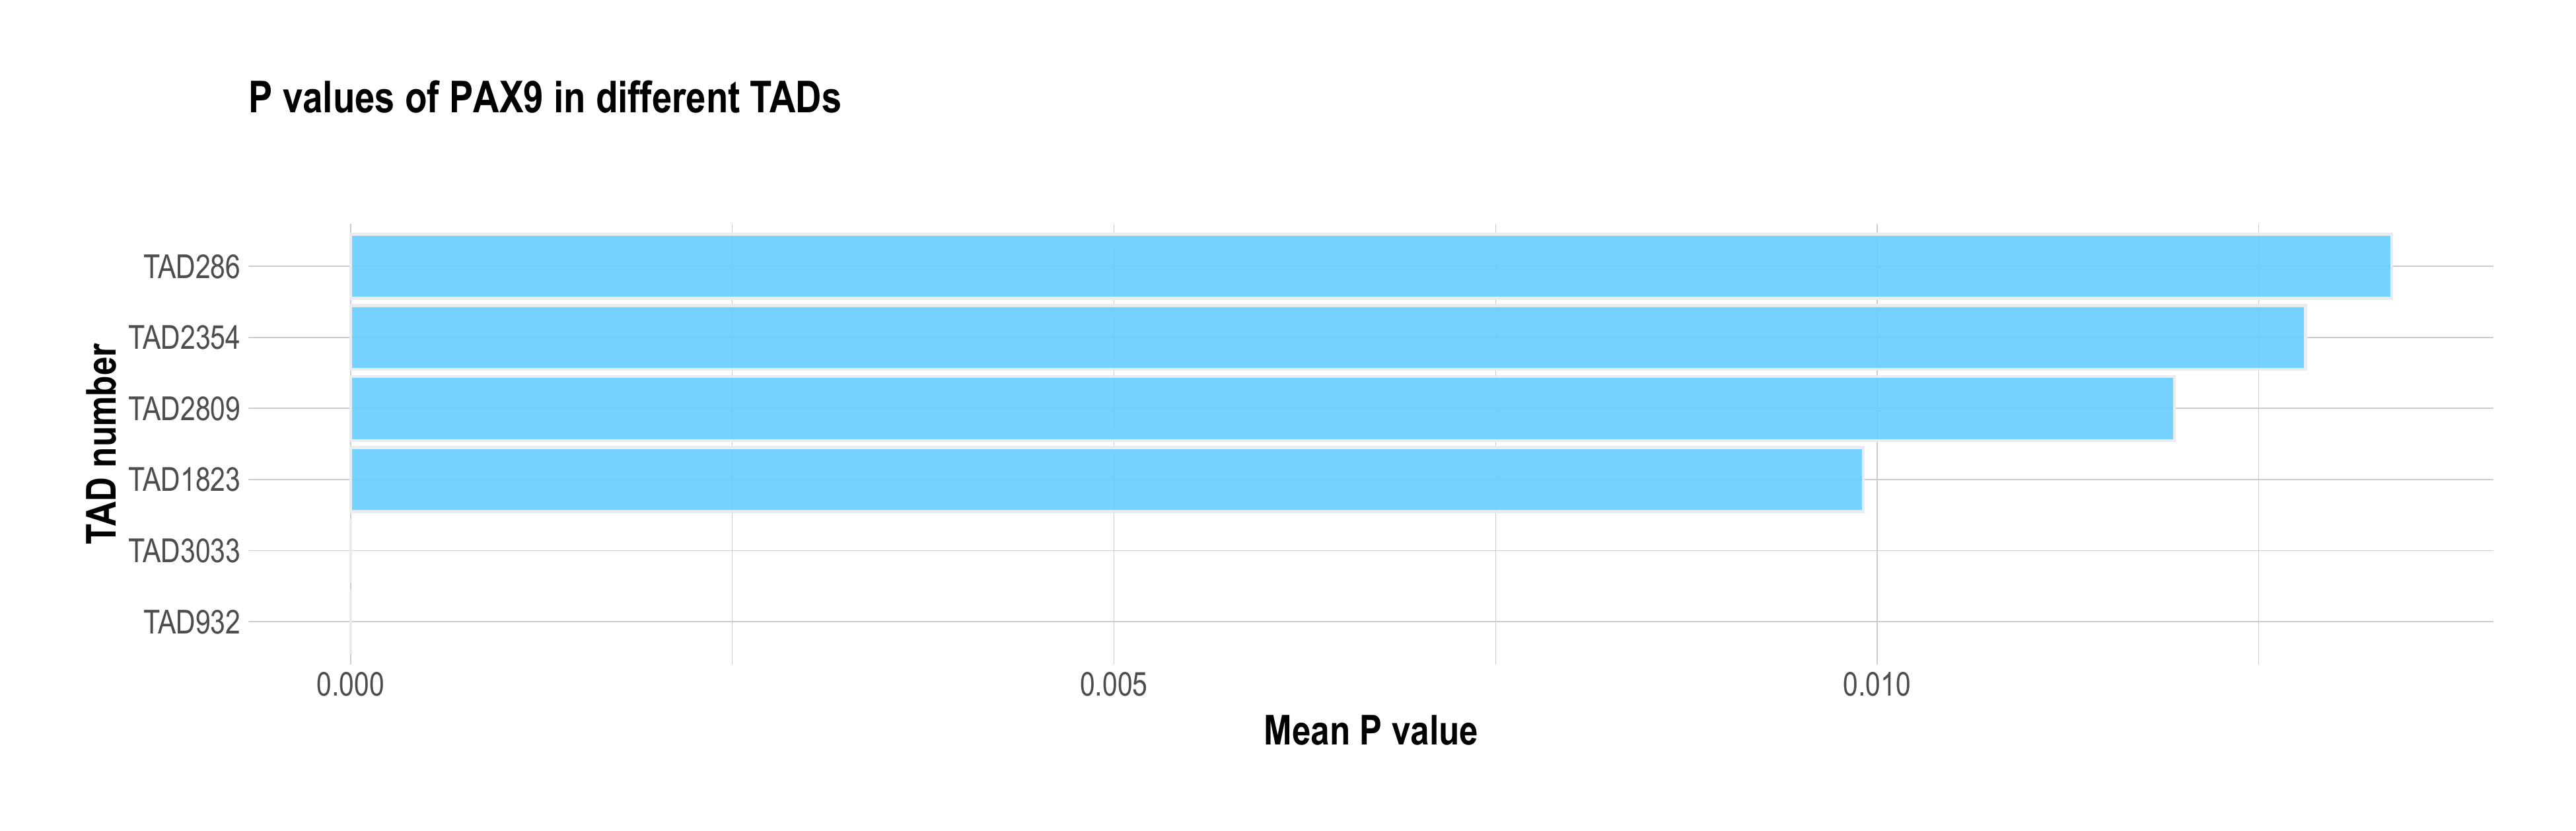 P values of PAX9 in different TADs
TAD number
TAD286
TAD2354
TAD2809
TAD1823
TAD3033
TAD932
0.000 0.005 0.010
Mean P value